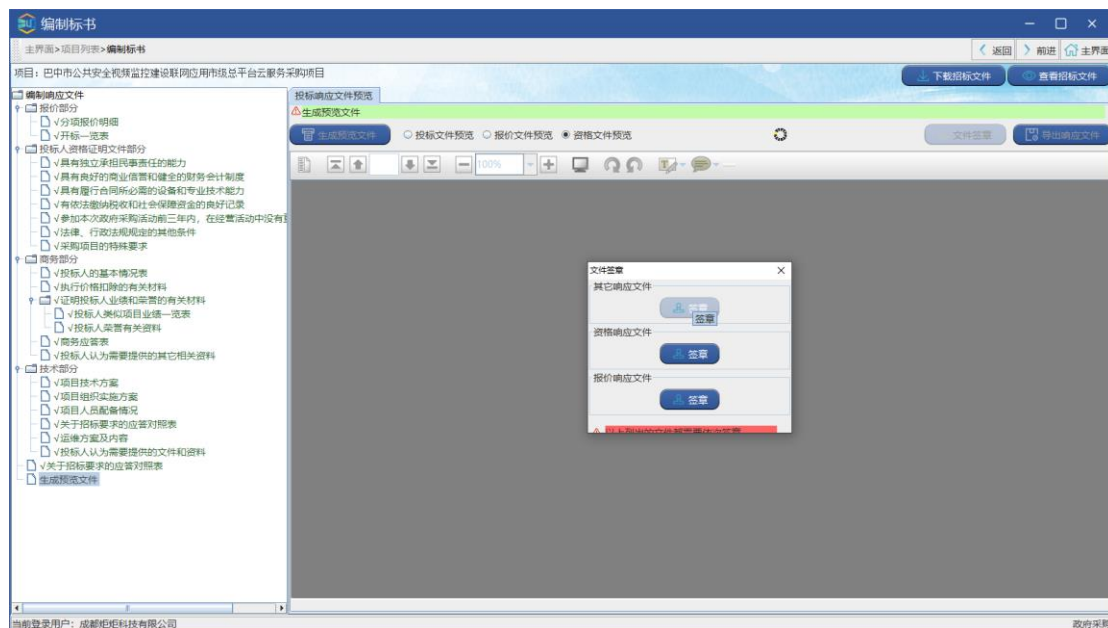 编制标书
主界面>项目列表>编制标书
返回 前进 主界面
项目：巴中市公共安全视频监控建设联网应用市级总平台云服务采购项目
下载招标文件 查看招标文件
编制响应文件
报价部分
√分项报价明细
√开标一览表
投标人资格证明文件部分
√具有独立承担民事责任的能力
√具有良好的商业信誉和健全的财务会计制度
√具有履行合同所必需的设备和专业技术能力
√有依法缴纳税收和社会保障资金的良好记录
√参加本次政府采购活动前三年内，在经营活动中没有重
√法律、行政法规规定的其他条件
√采购项目的特殊要求
商务部分
√投标人的基本情况表
√执行价格扣除的有关材料
√证明投标人业绩和荣誉的有关材料
√投标人类似项目业绩一览表
√投标人荣誉有关资料
√商务应答表
√投标人认为需要提供的其它相关资料
技术部分
√项目技术方案
√项目组织实施方案
√项目人员配备情况
√关于招标要求的应答对照表
√运维方案及内容
√投标人认为需要提供的文件和资料
√关于招标要求的应答对照表
生成预览文件
投标响应文件预览
生成预览文件
生成预览文件 投标文件预览 报价文件预览 资格文件预览 文件签章 导出响应文件
100%
文件签章
其它响应文件
签章
签章
资格响应文件
签章
报价响应文件
签章
以上列出的文件都需要依次签章
当前登录用户：成都炬炬科技有限公司
政府采购